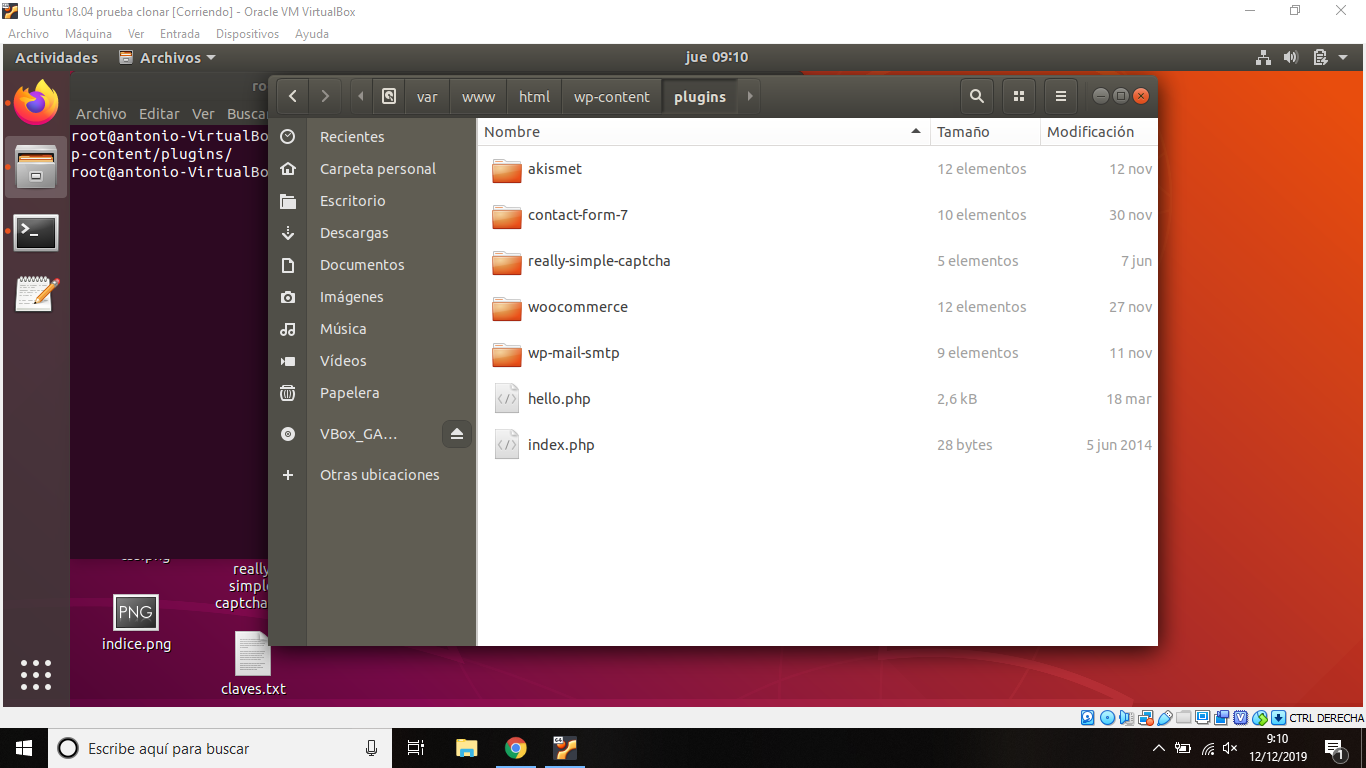 Ubuntu 18.04 prueba clonar [Corriendo] - Oracle VM VirtualBox
Archivo Máquina Ver Entrada Dispositivos Ayuda
Actividades Archivos jue 09:10
ro
var www html wp-content plugins
Archivo Editar Ver Buscar
root@antonio-VirtualBo
p-content/plugins/
root@antonio-VirtualBo
Recientes
Carpeta personal
Escritorio
Descargas
Documentos
Imágenes
Música
Vídeos
Papelera
VBox_GA...
Otras ubicaciones
Nombre Tamaño Modificación
akismet 12 elementos 12 nov
contact-form-7 10 elementos 30 nov
really-simple-captcha 5 elementos 7 jun
woocommerce 12 elementos 27 nov
wp-mail-smtp 9 elementos 11 nov
hello.php 2,6 kB 18 mar
index.php 28 bytes 5 jun 2014
really
simple
captcha
PNG
indice.png
claves.txt
CTRL DERECHA
Escribe aquí para buscar
9:10
12/12/2019
1